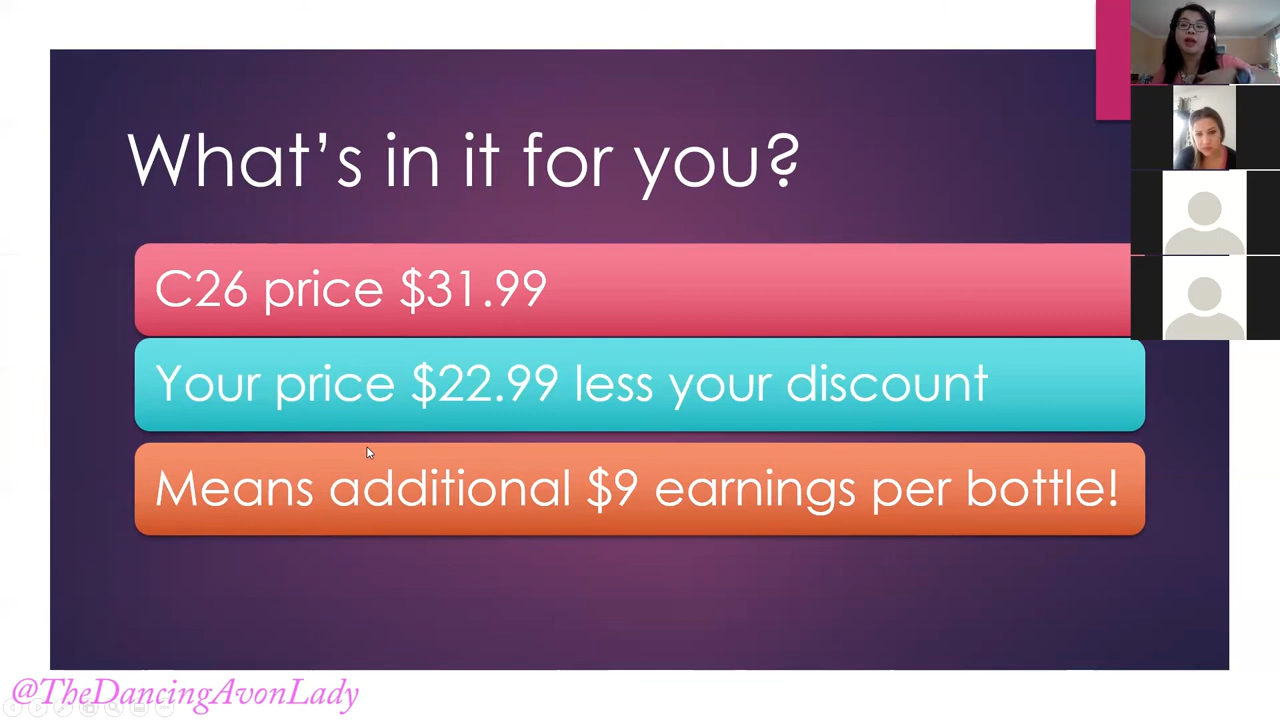 What's in it for you?
C26 price $31.99
Your price $22.99 less your discount
Means additional $9 earnings per bottle!
@TheDancingAvonLady